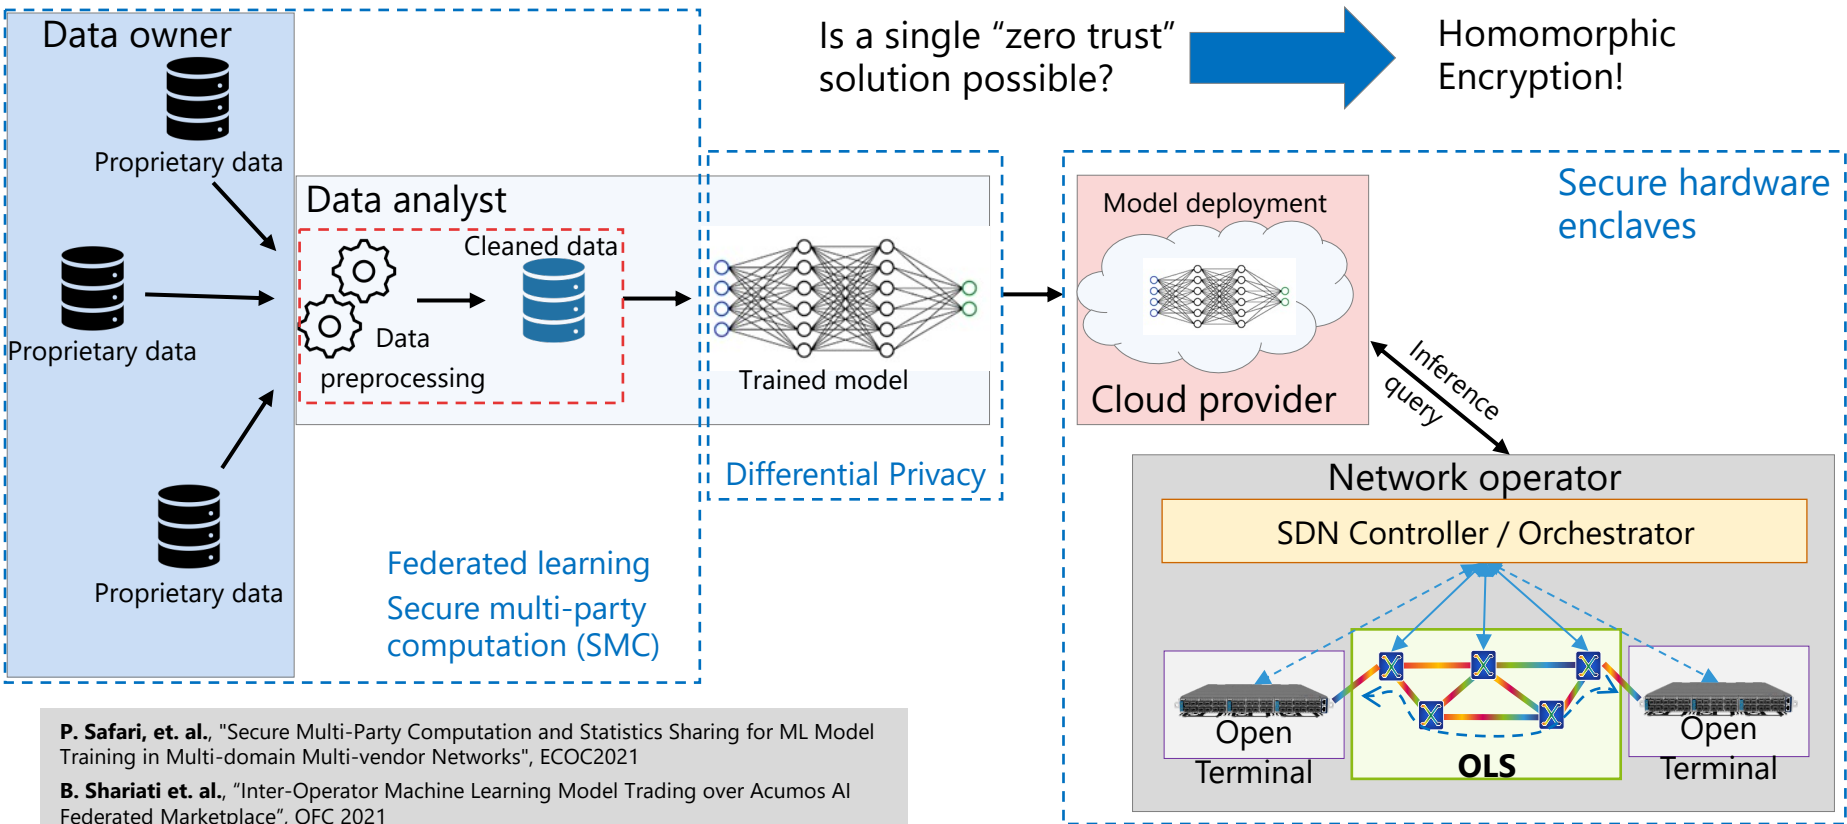 Data owner
Proprietary data
Proprietary data
Proprietary data
Data analyst
Cleaned data
Data
preprocessing
Trained model
Federated learning
Secure multi-party
computation (SMC)
Differential Privacy
Is a single “zero trust”
solution possible?
Homomorphic
Encryption!
Secure hardware
enclaves
Model deployment
Cloud provider
Inference
query
Network operator
SDN Controller / Orchestrator
Open
Terminal
OLS
Open
Terminal
P. Safari, et. al., "Secure Multi-Party Computation and Statistics Sharing for ML Model
Training in Multi-domain Multi-vendor Networks", ECOC2021
B. Shariati et. al., “Inter-Operator Machine Learning Model Trading over Acumos AI
Federated Marketplace”, OFC 2021